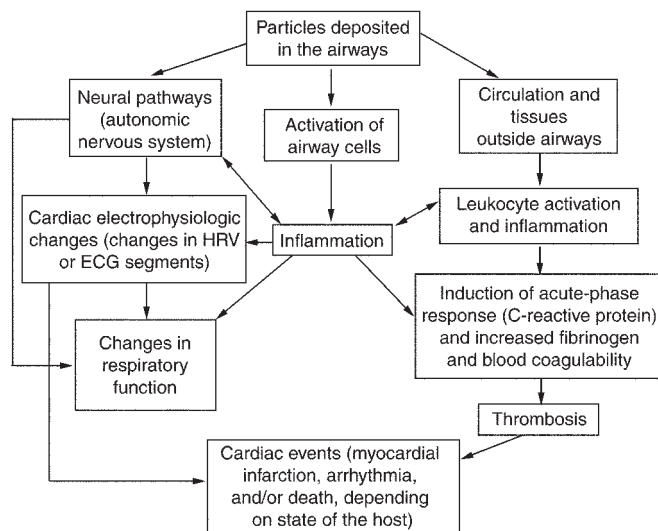 Particles deposited
in the airways
Neural pathways
(autonomic
nervous system)
Activation of
airway cells
Circulation and
tissues
outside airways
Cardiac electrophysiologic
changes (changes in HRV
or ECG segments)
Inflammation
Leukocyte activation
and inflammation
Changes in
respiratory
function
Induction of acute-phase
response (C-reactive protein)
and increased fibrinogen
and blood coagulability
Thrombosis
Cardiac events (myocardial
infarction, arrhythmia,
and/or death, depending
on state of the host)